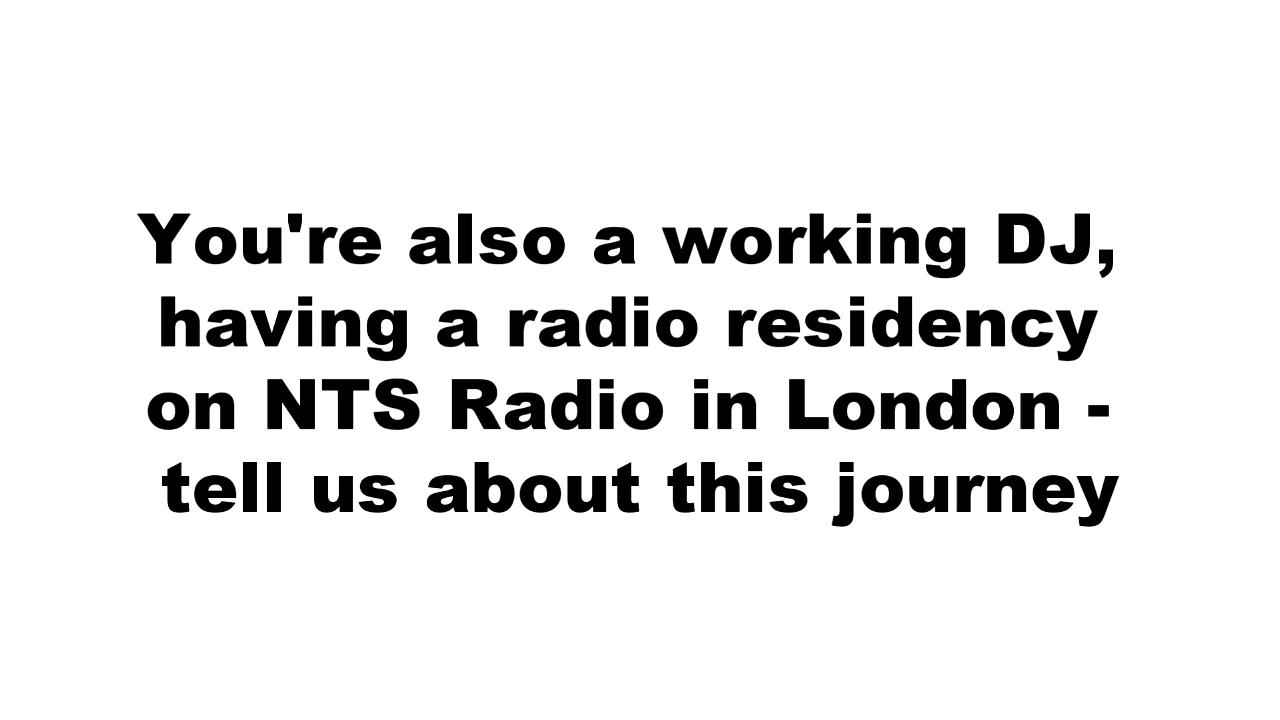 You're also a working DJ,
having a radio residency
on NTS Radio in London -
tell us about this journey